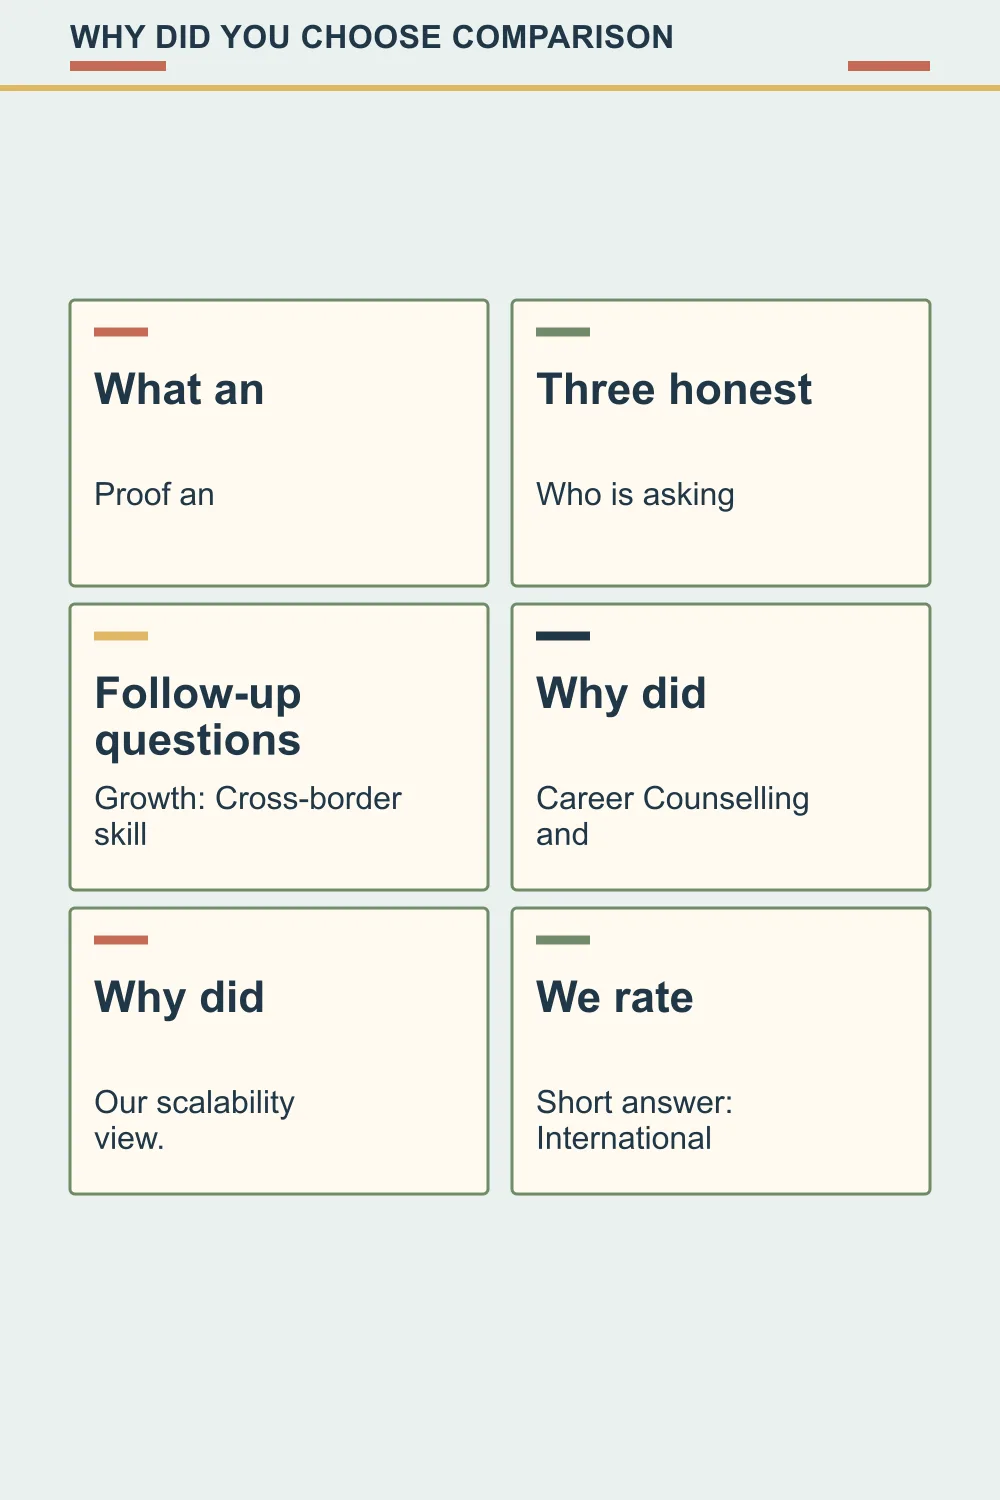 WHY DID YOU CHOOSE COMPARISON
What an
Proof an
Three honest
Who is asking
Follow-up
questions
Growth: Cross-border
skill
Why did
Career Counselling
and
Why did
Our scalability
view.
We rate
Short answer:
International